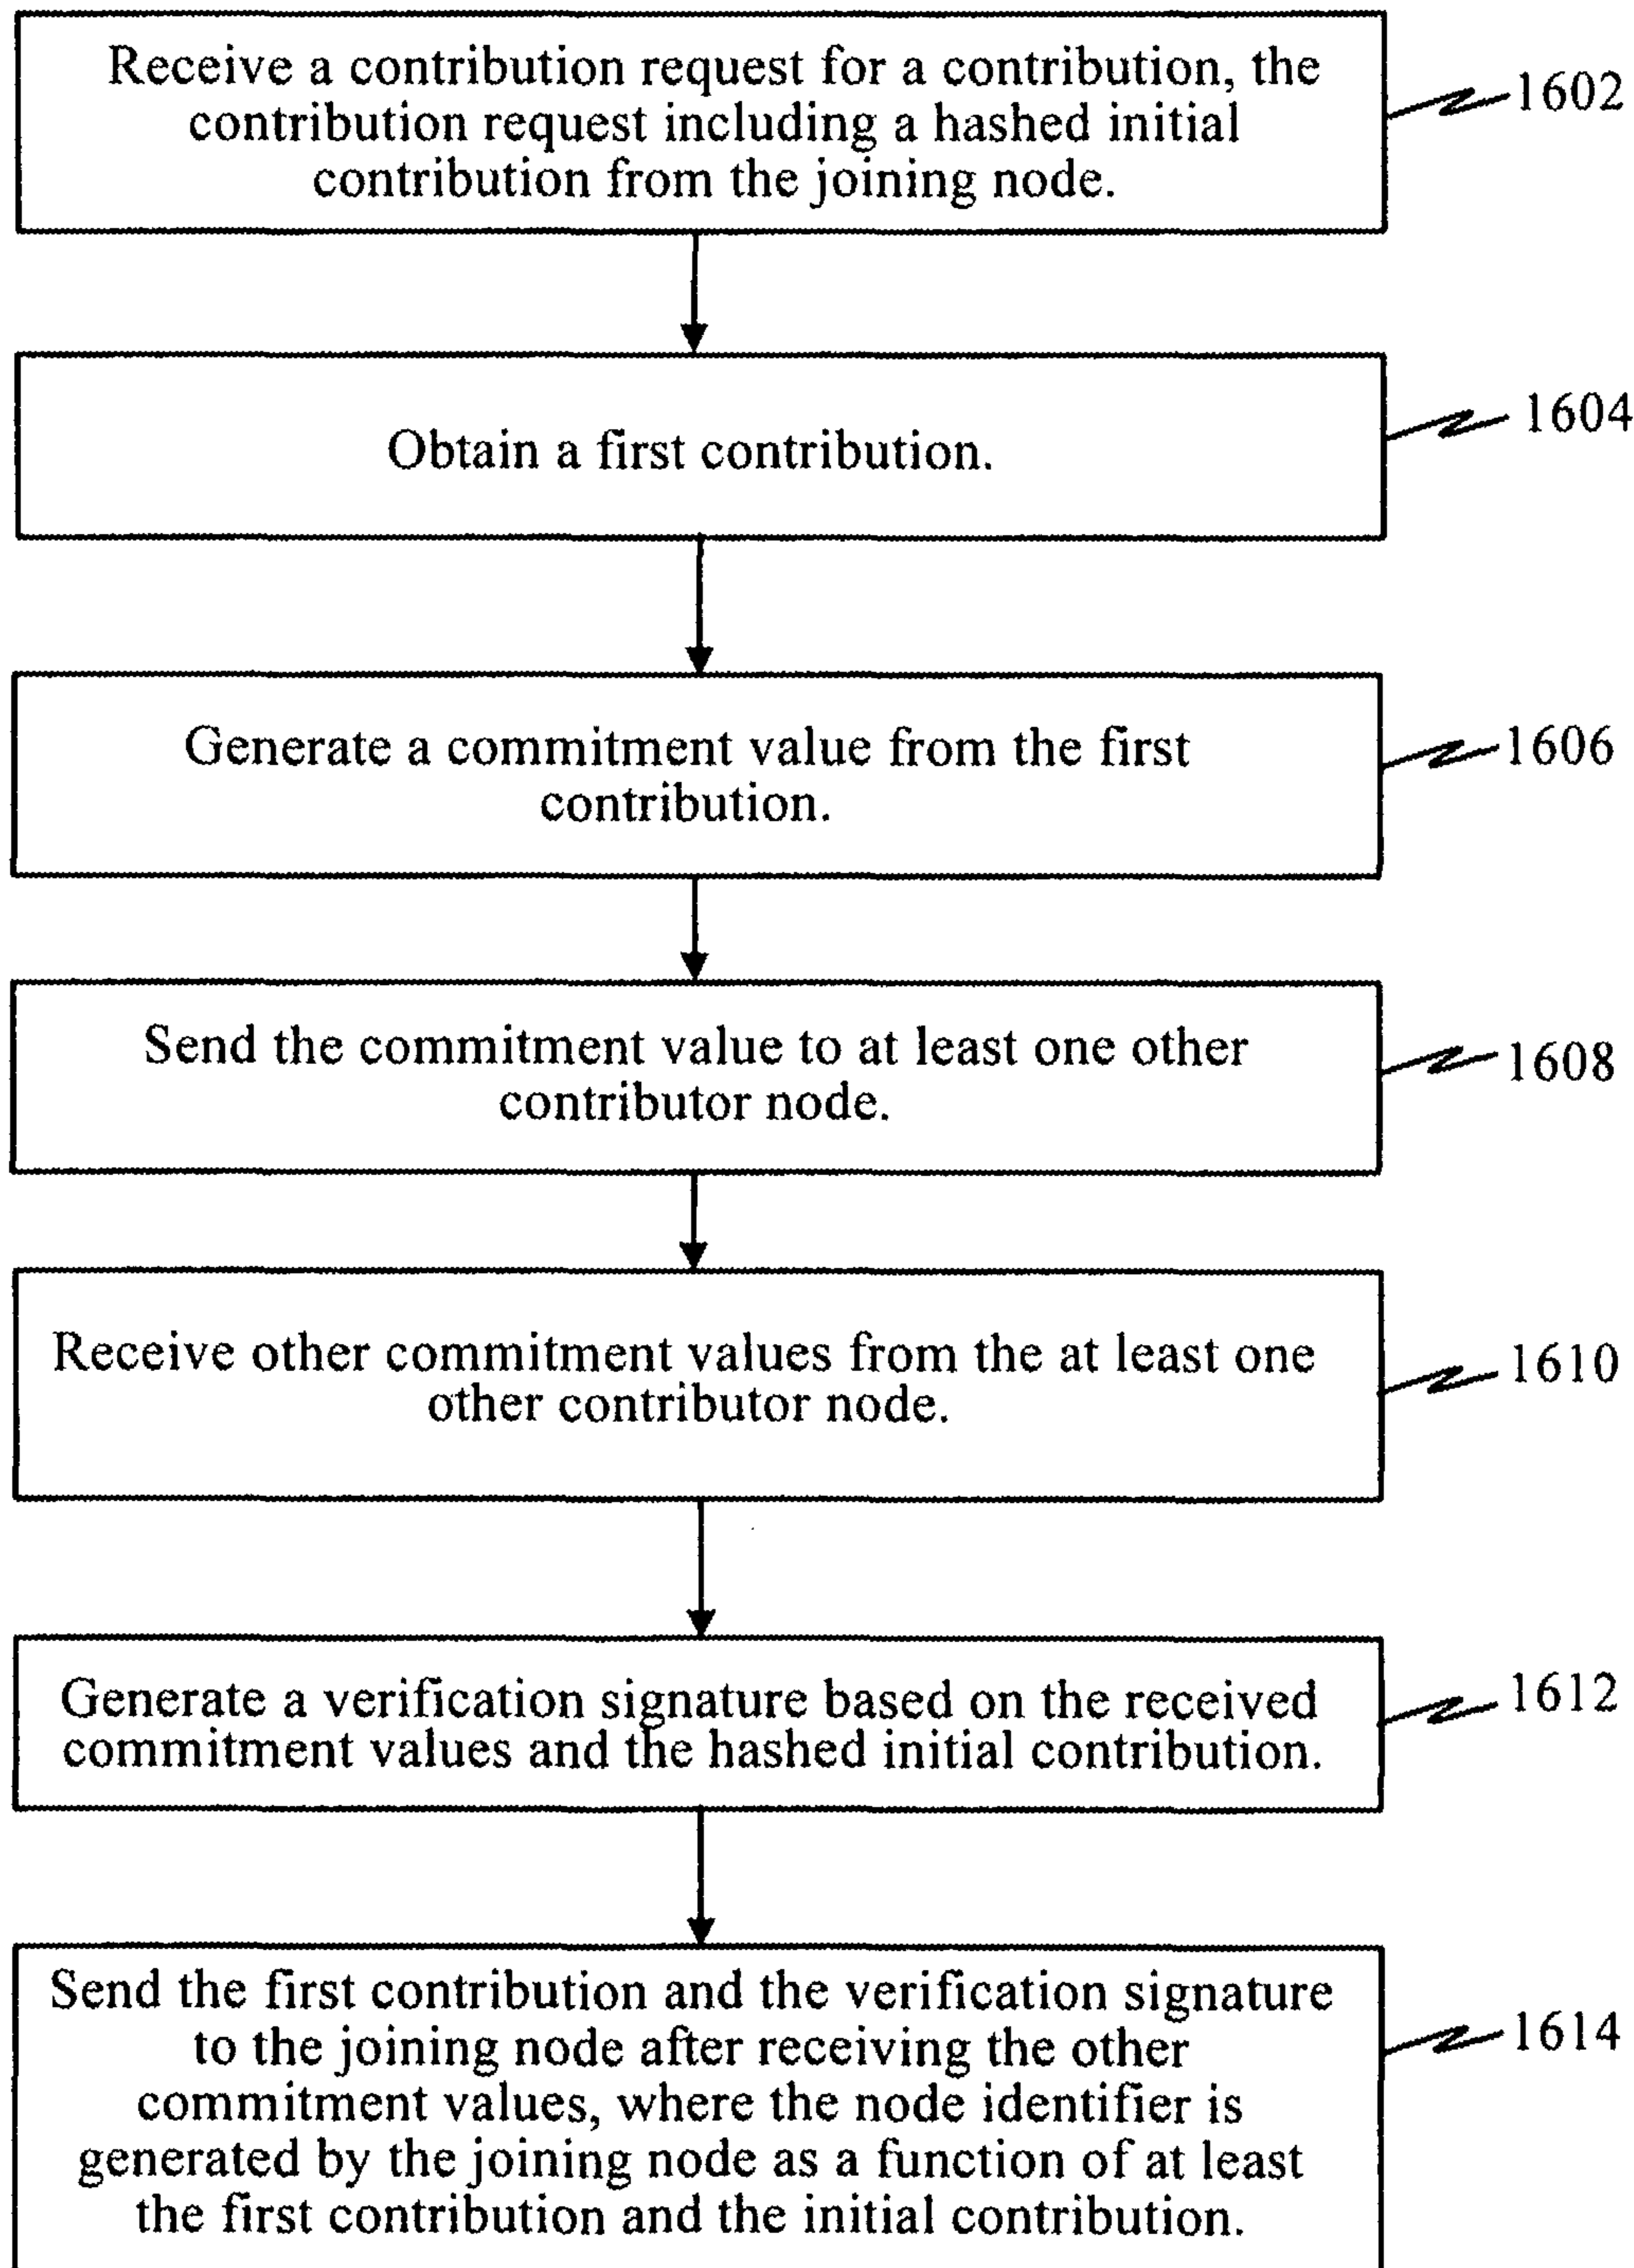 Receive a contribution request for a contribution, the
contribution request including a hashed initial
contribution from the joining node.
1602
Obtain a first contribution.
1604
Generate a commitment value from the first
contribution.
1606
Send the commitment value to at least one other
contributor node.
1608
Receive other commitment values from the at least one
other contributor node.
1610
Generate a verification signature based on the received
commitment values and the hashed initial contribution.
1612
Send the first contribution and the verification signature
to the joining node after receiving the other
commitment values, where the node identifier is
generated by the joining node as a function of at least
the first contribution and the initial contribution.
1614